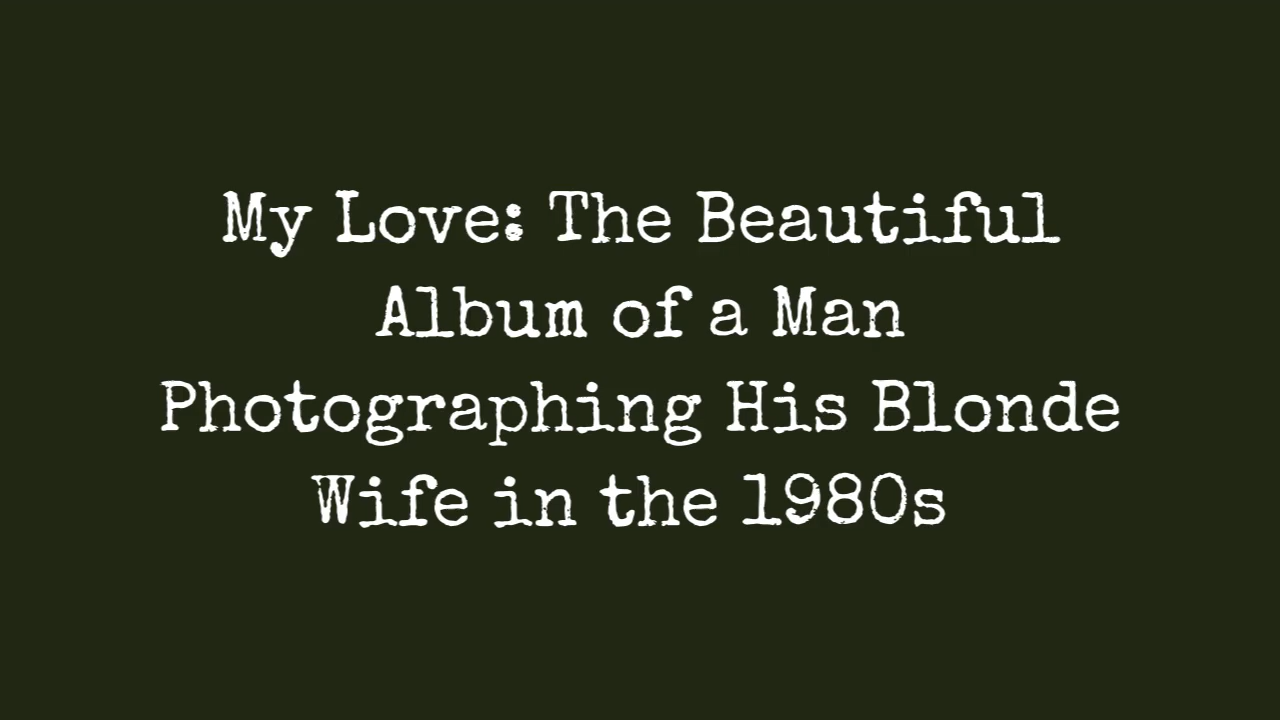 My Love: The Beautiful
Album of a Man
Photographing His Blonde
Wife in the 1980s